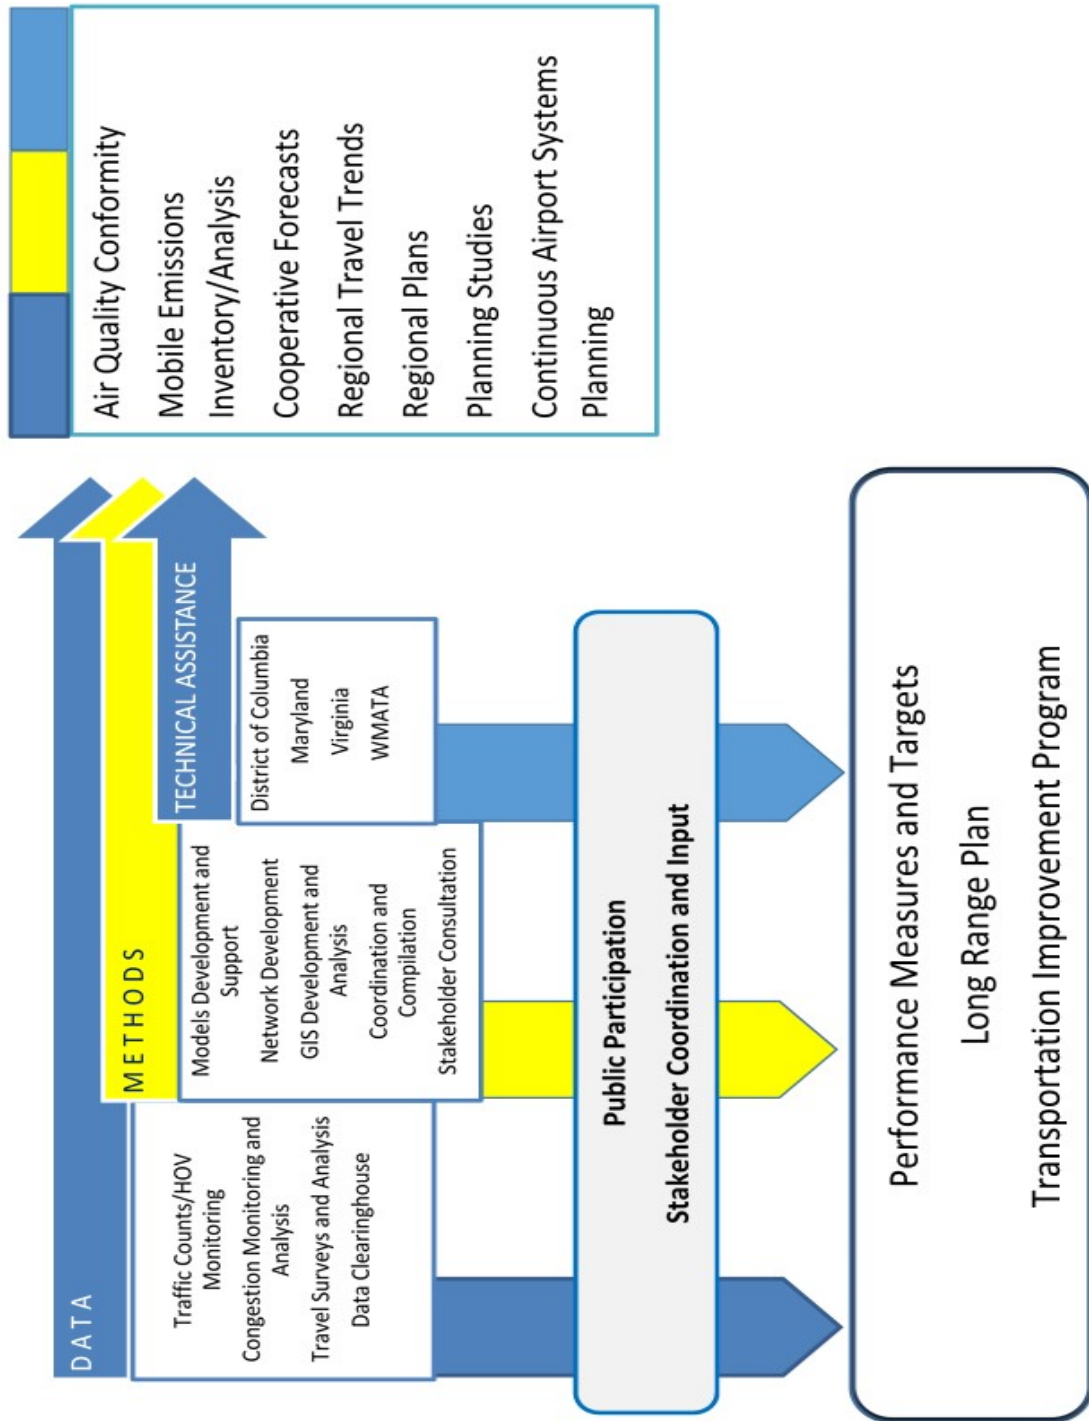 DATA
Traffic Counts/HOV
Monitoring
Congestion Monitoring and
Analysis
Travel Surveys and Analysis
Data Clearinghouse
METHODS
Models Development and
Support
Network Development
GIS Development and
Analysis
Coordination and
Compilation
Stakeholder Consultation
TECHNICAL ASSISTANCE
District of Columbia
Maryland
Virginia
WMATA
Air Quality Conformity
Mobile Emissions
Inventory/Analysis
Cooperative Forecasts
Regional Travel Trends
Regional Plans
Planning Studies
Continuous Airport Systems
Planning
Public Participation
Stakeholder Coordination and Input
Performance Measures and Targets
Long Range Plan
Transportation Improvement Program